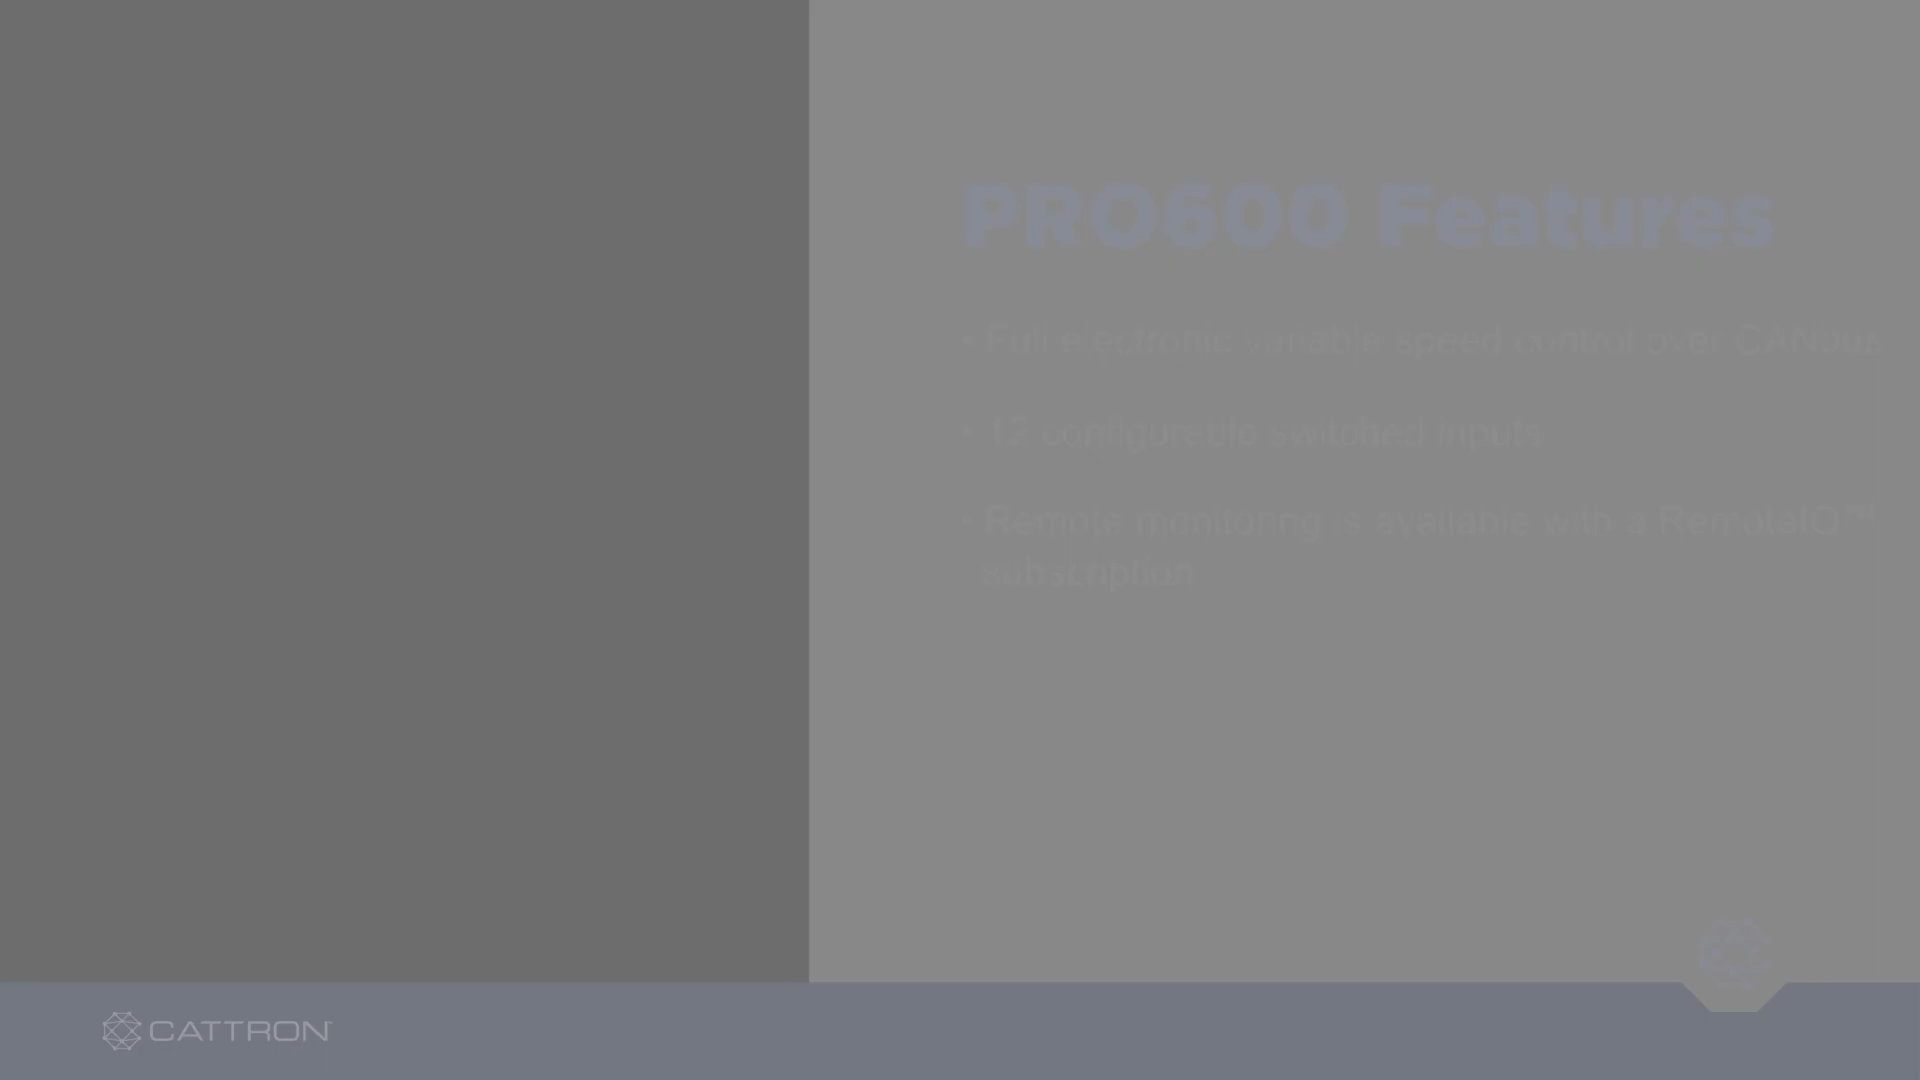 PRO600 Features
• Full electronic variable speed control over CANbus
• 12 configurable switched inputs
• Remote monitoring is available with a RemoteIQ™
subscription
CATTRON™